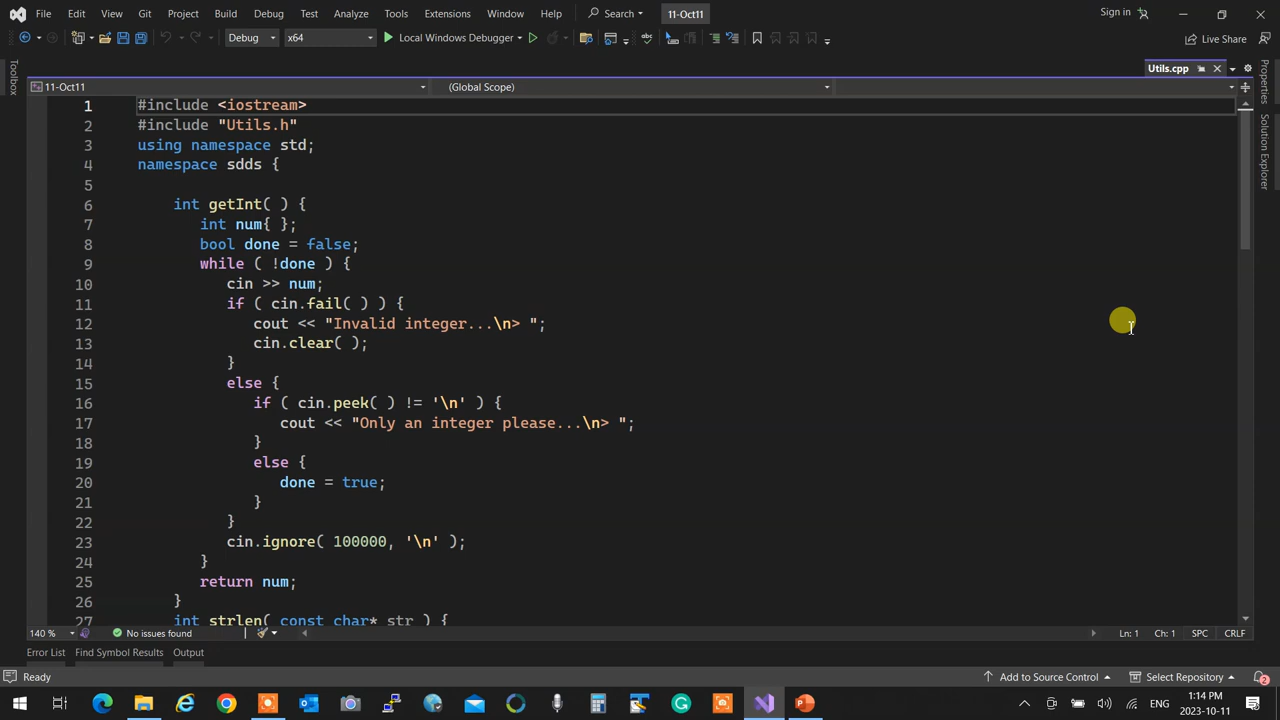 File Edit View Git Project Build Debug Test Analyze Tools Extensions Window Help Search 11-Oct11 Sign in
Debug x64 Local Windows Debugger Live Share
Toolbox
Utils.cpp
Properties
Solution Explorer
11-Oct11 (Global Scope)
1 #include <iostream>
2 #include "Utils.h"
3 using namespace std;
4 namespace sdds {
5
6 int getInt( ) {
7 int num{ };
8 bool done = false;
9 while ( !done ) {
10 cin >> num;
11 if ( cin.fail( ) ) {
12 cout << "Invalid integer...\n> ";
13 cin.clear( );
14 }
15 else {
16 if ( cin.peek( ) != '\n' ) {
17 cout << "Only an integer please...\n> ";
18 }
19 else {
20 done = true;
21 }
22 }
23 cin.ignore( 100000, '\n' );
24 }
25 return num;
26 }
27 int strlen( const char* str ) {
140 % No issues found Ln: 1 Ch: 1 SPC CRLF
Error List Find Symbol Results Output
Ready Add to Source Control Select Repository 2
ENG 1:14 PM
2023-10-11